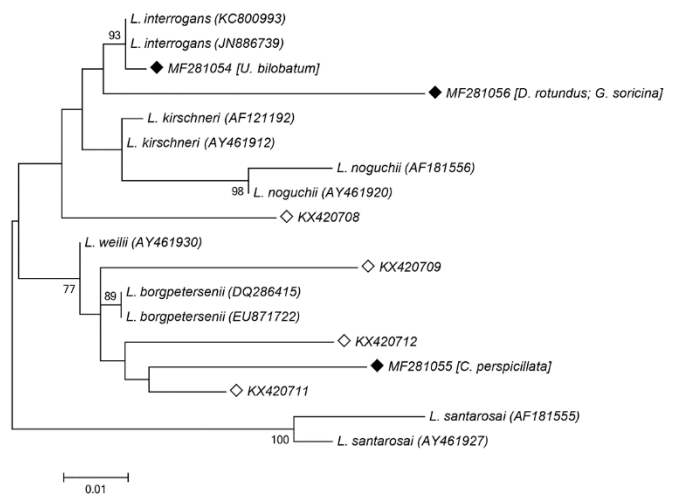 L. interrogans (KC800993)
93
L. interrogans (JN886739)
MF281054 [U. bilobatum]
MF281056 [D. rotundus; G. soricina]
L. kirschneri (AF121192)
L. kirschneri (AY461912)
L. noguchii (AF181556)
98
L. noguchii (AY461920)
KX420708
L. weilii (AY461930)
KX420709
77
89
L. borgpetersenii (DQ286415)
L. borgpetersenii (EU871722)
KX420712
MF281055 [C. perspicillata]
KX420711
L. santarosai (AF181555)
100
L. santarosai (AY461927)
0.01